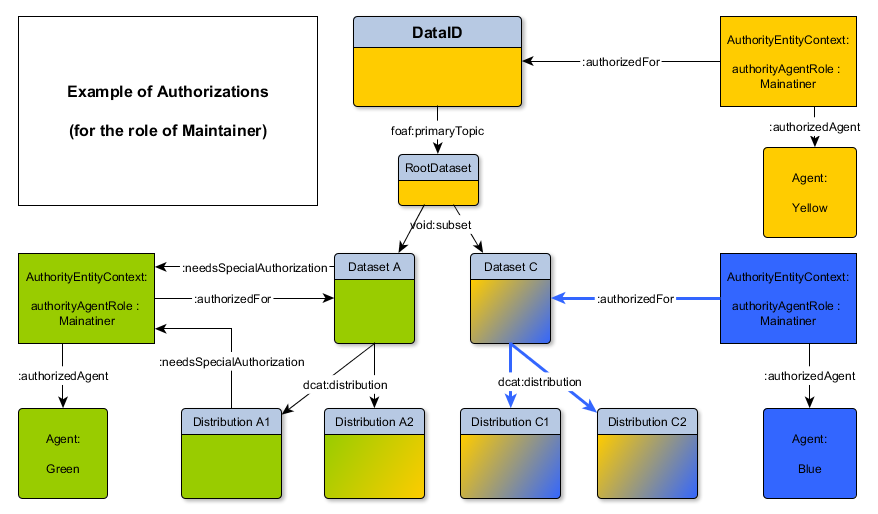 Example of Authorizations
(for the role of Maintainer)
DataID
:authorizedFor
AuthorityEntityContext:
authorityAgentRole :
Mainatiner
foaf:primaryTopic
:authorizedAgent
RootDataset
Agent:
Yellow
void:subset
AuthorityEntityContext:
authorityAgentRole :
Mainatiner
:needsSpecialAuthorization
:authorizedFor
Dataset A
Dataset C
:authorizedFor
AuthorityEntityContext:
authorityAgentRole :
Mainatiner
:needsSpecialAuthorization
:authorizedAgent
dcat:distribution
dcat:distribution
:authorizedAgent
Agent:
Green
Distribution A1
Distribution A2
Distribution C1
Distribution C2
Agent:
Blue